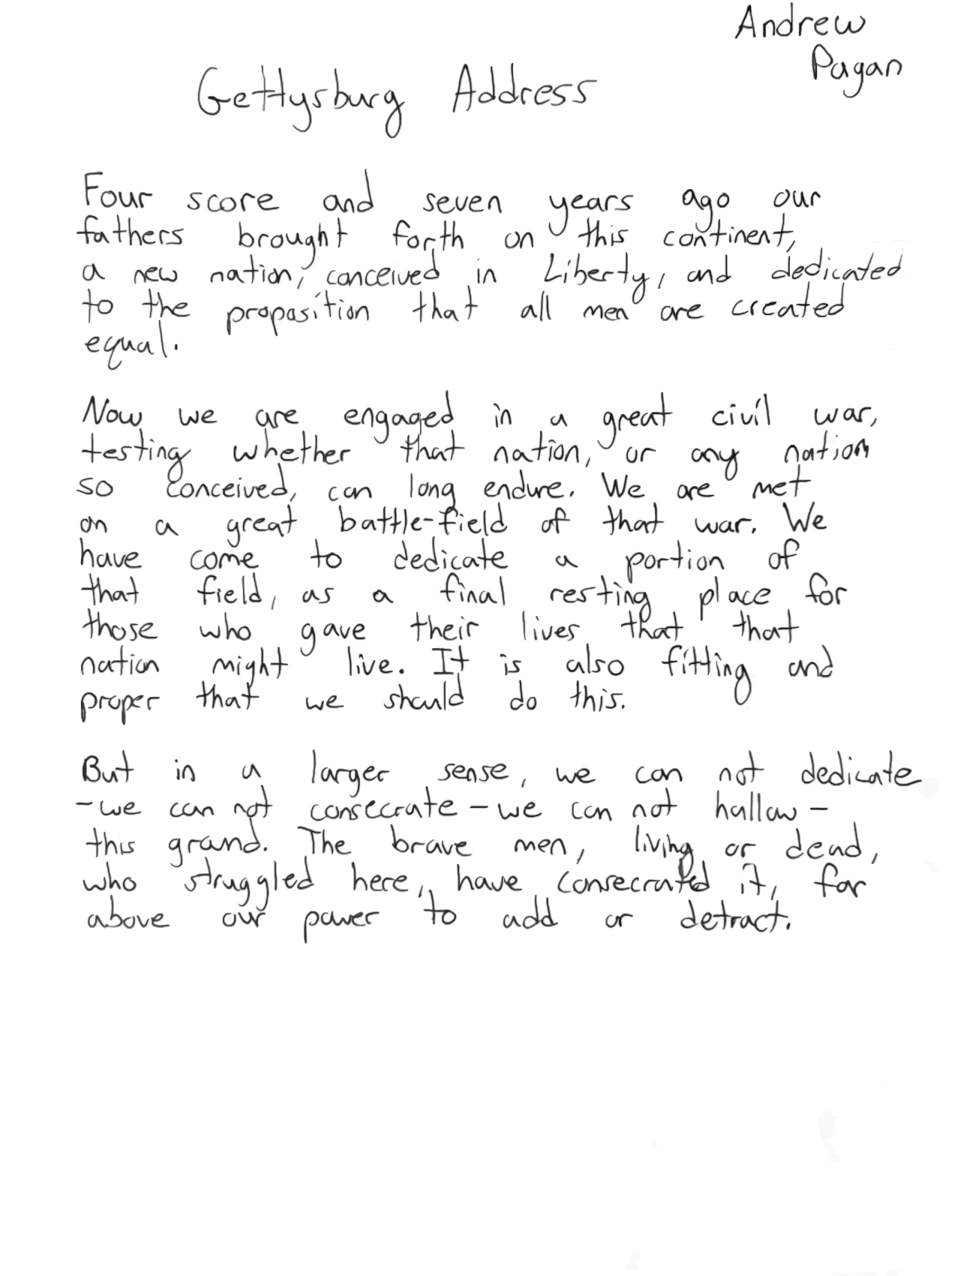 Andrew
Pagan
Gettysburg Address
Four score and seven years ago our
fathers brought forth on this continent,
a new nation, conceived in Liberty, and dedicated
to the proposition that all men are created
equal.
Now we are engaged in a great civil war,
testing whether that nation, or any nation
so conceived, can long endure. We are met
on a great battle-field of that war. We
have come to dedicate a portion of
that field, as a final resting place for
those who gave their lives that that
nation might live. It is also fitting and
proper that we should do this.
But in a larger sense, we can not dedicate
-we can not consecrate-we can not hallow-
this grand. The brave men, living or dead,
who struggled here, have consecrated it, far
above our power to add or detract.